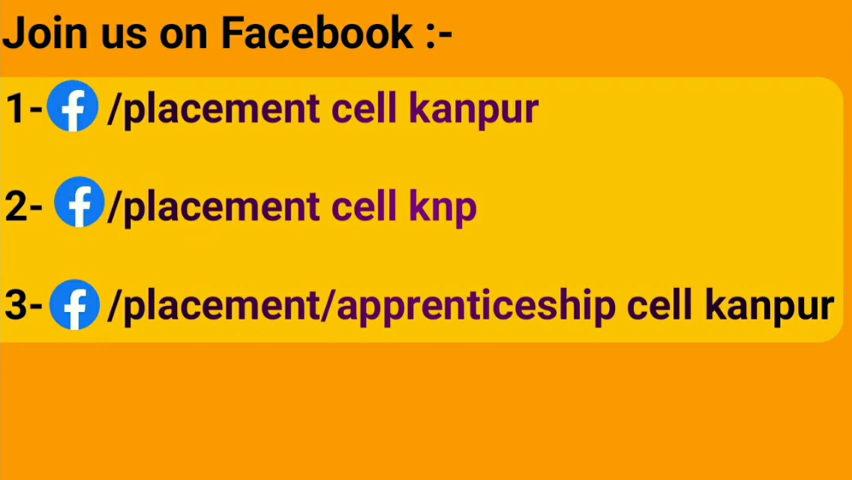 Join us on Facebook :-
1- /placement cell kanpur
2- /placement cell knp
3- /placement/apprenticeship cell kanpur